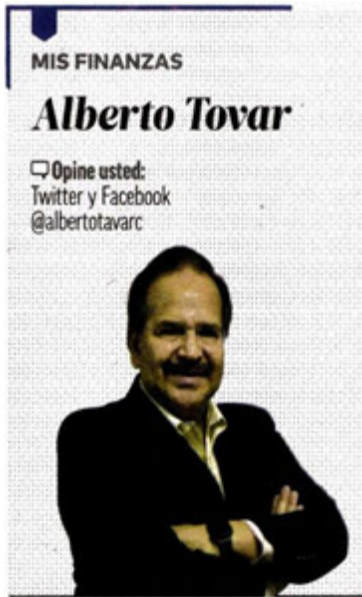 MIS FINANZAS
Alberto Tovar
Opine usted:
Twitter y Facebook
@albertotavarc